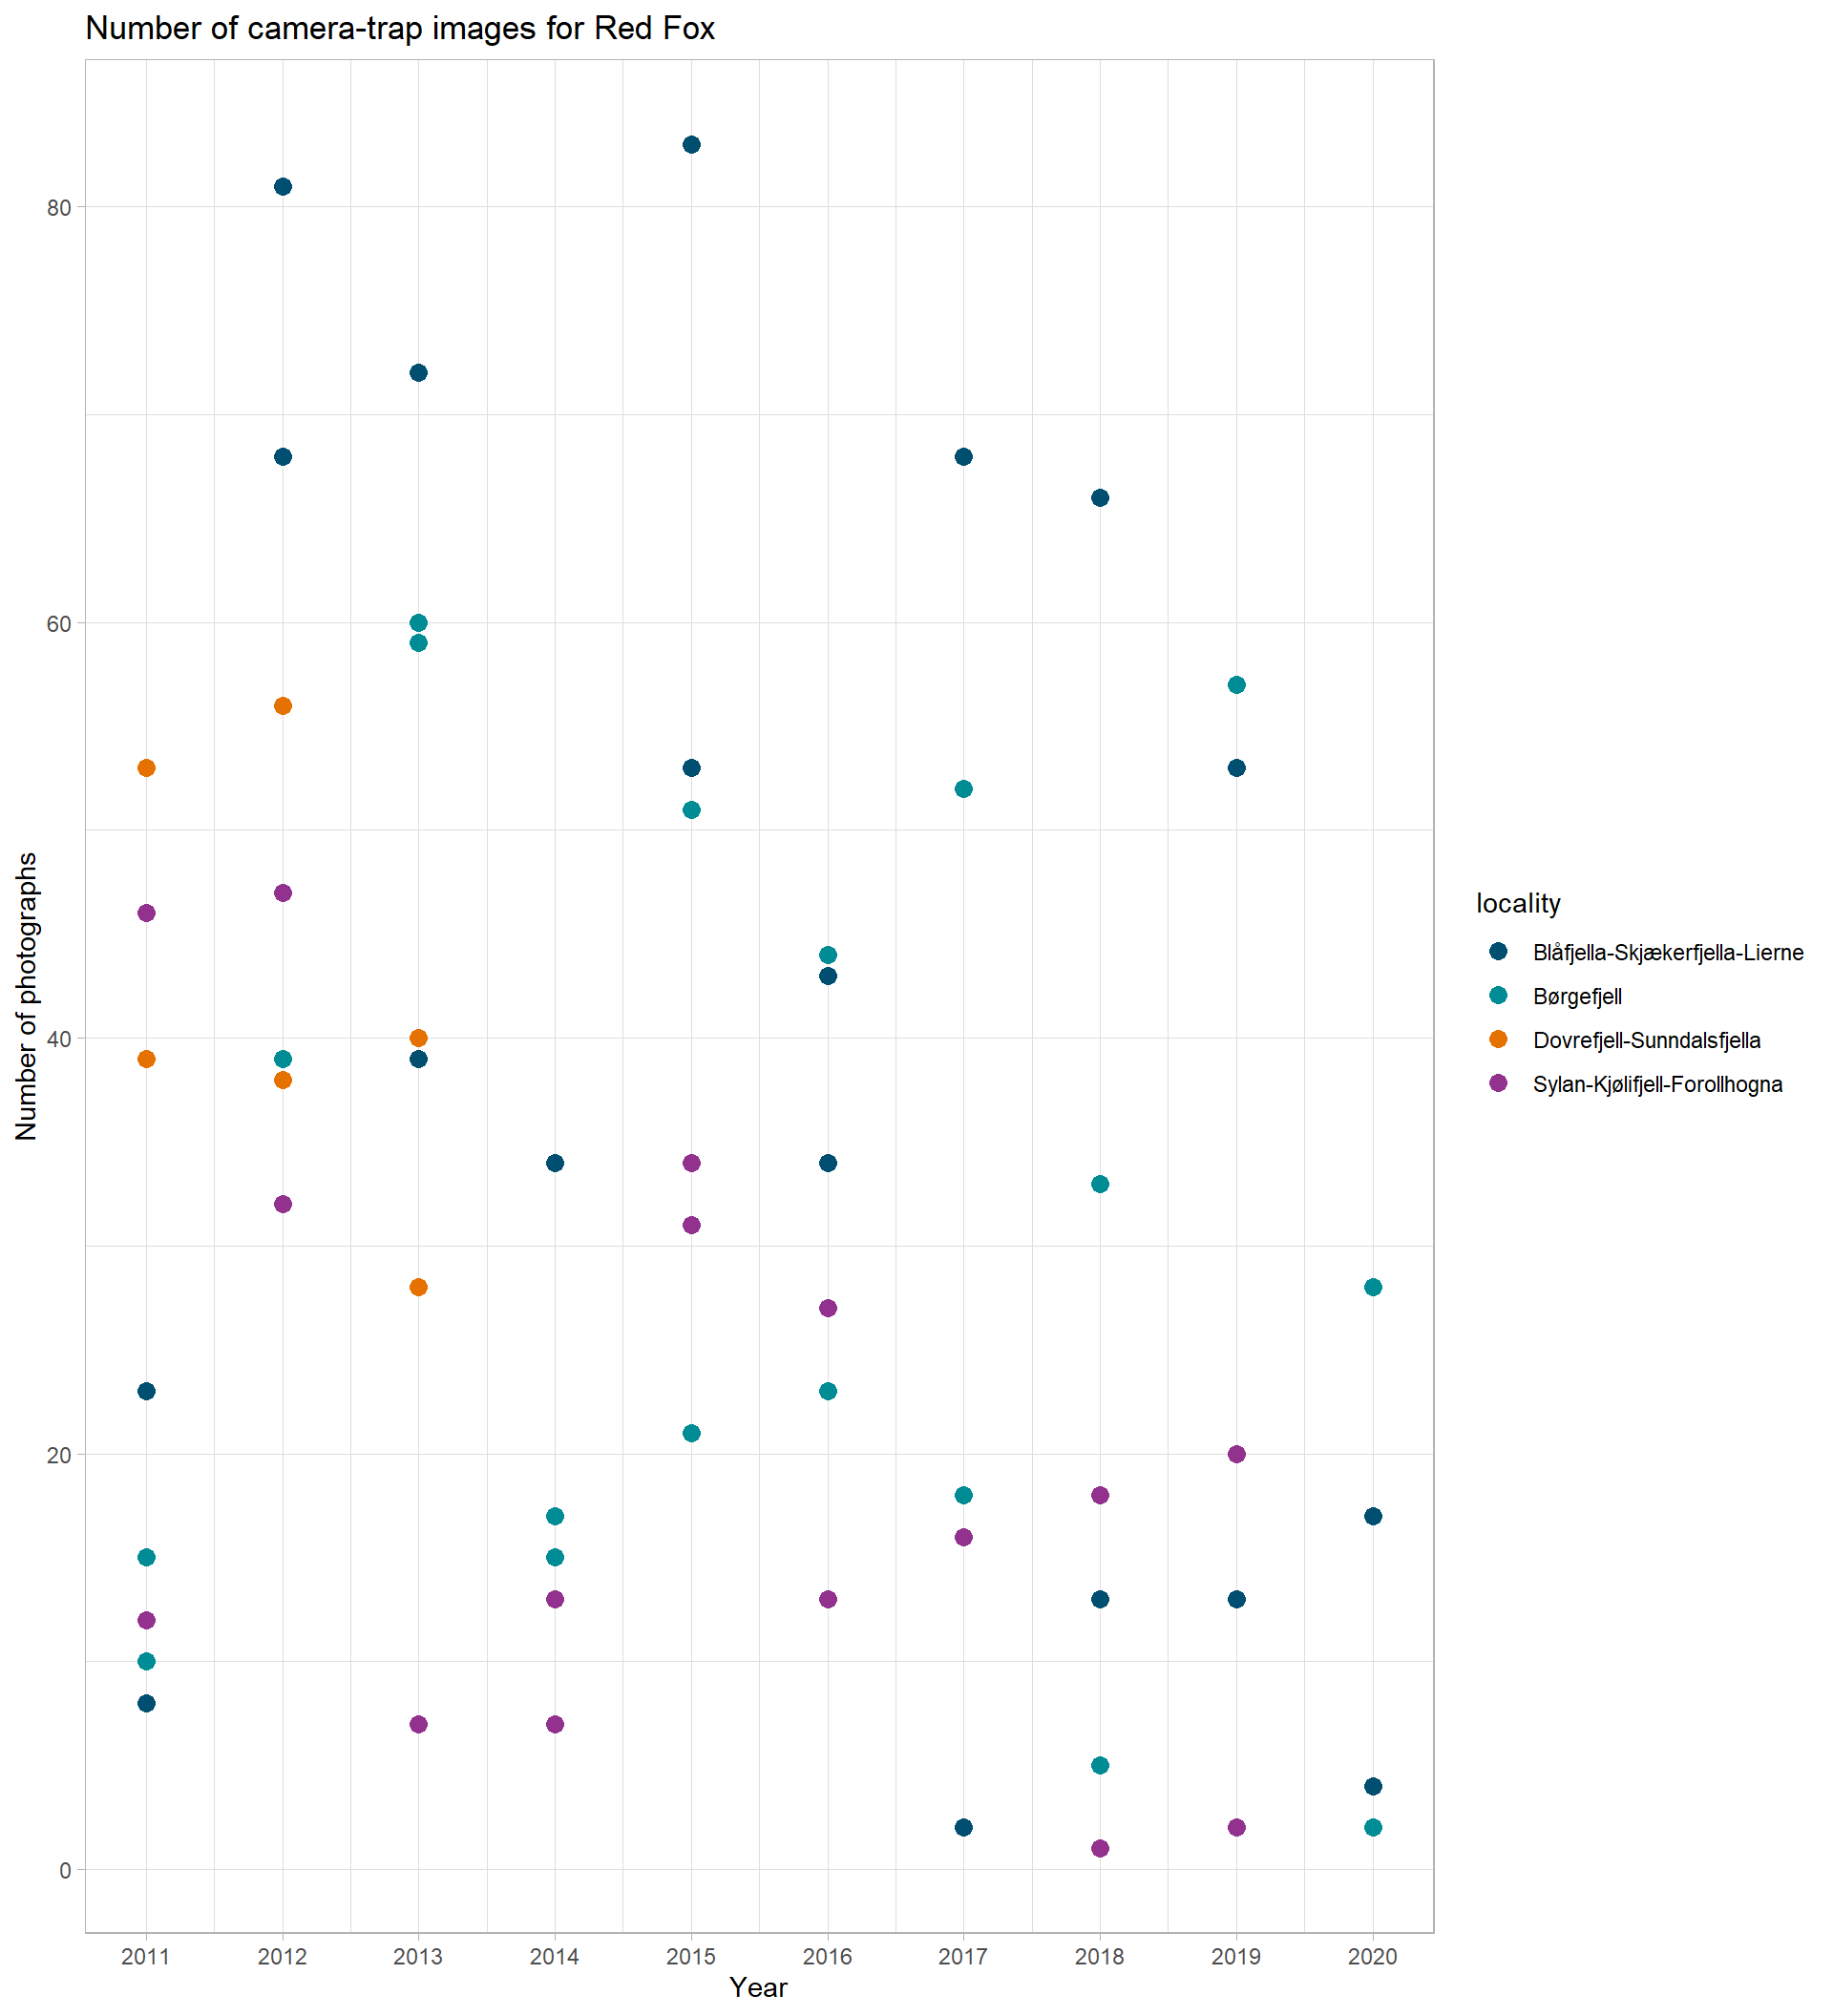 Number of camera-trap images for Red Fox
Number of photographs
80
60
40
20
0
2011 2012 2013 2014 2015 2016 2017 2018 2019 2020
Year
locality
Blåfjella-Skjækerfjella-Lierne
Børgefjell
Dovrefjell-Sunndalsfjella
Sylan-Kjølifjell-Forollhogna